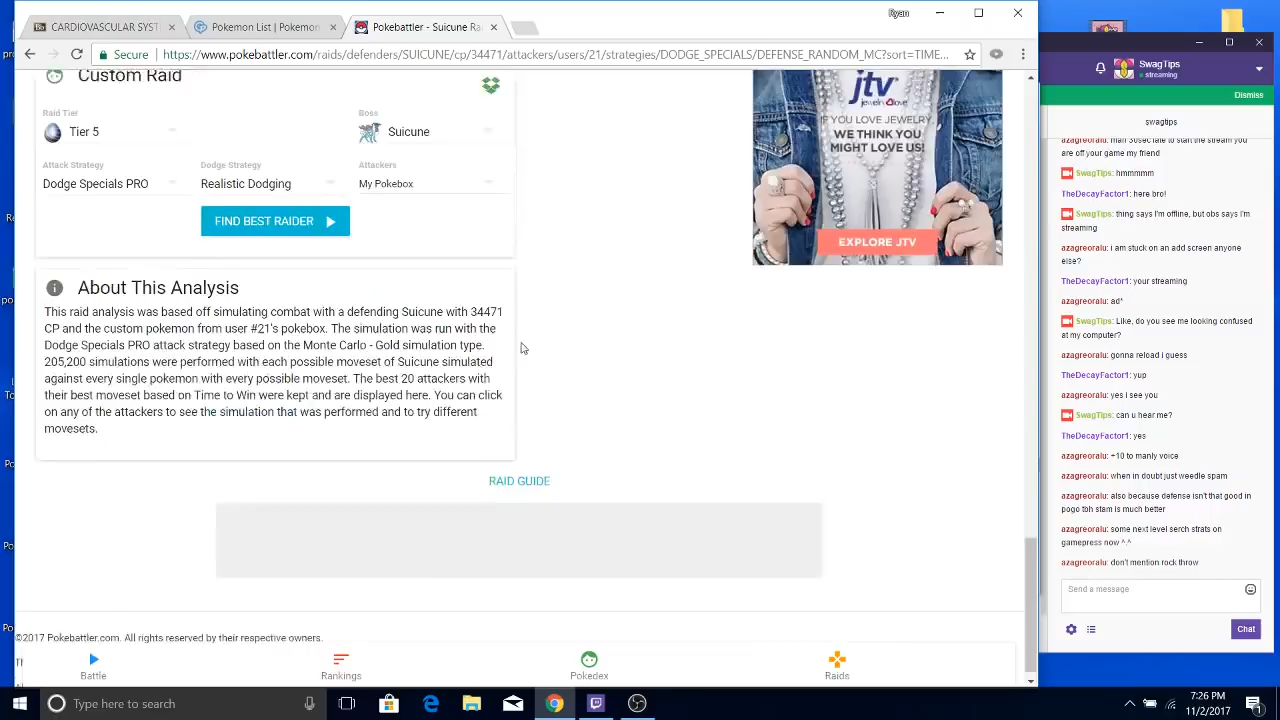 Ryan
CARDIOVASCULAR SYST
Pokemon List | Pokemon
Pokebattler - Suicune Ra
Secure
https://www.pokebattler.com/raids/defenders/SUICUNE/cp/34471/attackers/users/21/strategies/DODGE_SPECIALS/DEFENSE_RANDOM_MC?sort=TIME...
Custom Raid
Raid Tier
Tier 5
Boss
Suicune
Attack Strategy
Dodge Specials PRO
Dodge Strategy
Realistic Dodging
Attackers
My Pokebox
FIND BEST RAIDER
About This Analysis
This raid analysis was based off simulating combat with a defending Suicune with 34471
CP and the custom pokemon from user #21's pokebox. The simulation was run with the
Dodge Specials PRO attack strategy based on the Monte Carlo - Gold simulation type.
205,200 simulations were performed with each possible moveset of Suicune simulated
against every single pokemon with every possible moveset. The best 20 attackers with
their best moveset based on Time to Win were kept and are displayed here. You can click
on any of the attackers to see the simulation that was performed and to try different
movesets.
jtv
jewelry love
IF YOU LOVE JEWELRY,
WE THINK YOU
MIGHT LOVE US!
EXPLORE JTV
RAID GUIDE
©2017 Pokebattler.com. All rights reserved by their respective owners.
Battle
Rankings
Pokedex
Raids
SwagTips
streaming
Dismiss
swagtips
azagreoralu: man 30sec late to start the stream you
are off your game my friend
SwagTips: hmmmmm
TheDecayFactor1: here bro!
SwagTips: thing says I'm offline, but obs says I'm
streaming
azagreoralu: i am stuck on an add screen anyone
else?
TheDecayFactor1: your streaming
azagreoralu: ad*
SwagTips: Like, do you see me looking confused
at my computer?
azagreoralu: gonna reload i guess
TheDecayFactor1: yup
azagreoralu: yes i see you
SwagTips: can u hear me?
TheDecayFactor1: yes
azagreoralu: +10 to manly voice
azagreoralu: when in doubt just weedle spam
azagreoralu: also because defense isn't that good in
pogo tbh stam is much better
azagreoralu: some next level serch strats on
gamepress now ^.^
azagreoralu: don't mention rock throw
Send a message
Chat
Type here to search
7:26 PM
11/2/2017